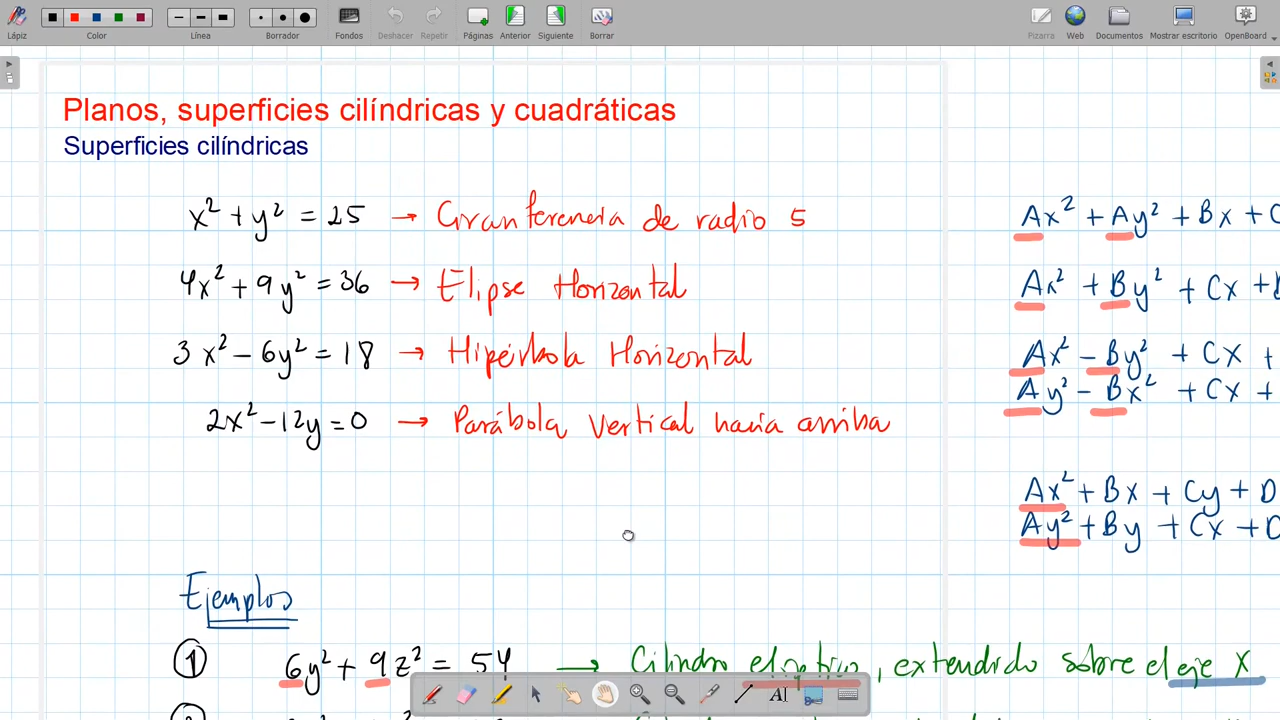 Lápiz Color Línea Borrador Fondos Deshacer Repetir Páginas Anterior Siguiente Borrar Pizarra Web Documentos Mostrar escritorio OpenBoard
Planos, superficies cilíndricas y cuadráticas
Superficies cilíndricas
x² + y² = 25 → Circunferencia de radio 5
Ax² + Ay² + Bx + C
4x² + 9y² = 36 → Elipse Horizontal
Ax² + By² + Cx + D
3x² - 6y² = 18 → Hipérbola Horizontal
Ax² - By² + Cx +
Ay² - Bx² + Cx +
2x² - 12y = 0 → Parábola Vertical hacia arriba
Ax² + Bx + Cy + D
Ay² + By + Cx + D
Ejemplos
① 6y² + 9z² = 54 → Cilindro elíptico, extendido sobre el eje X